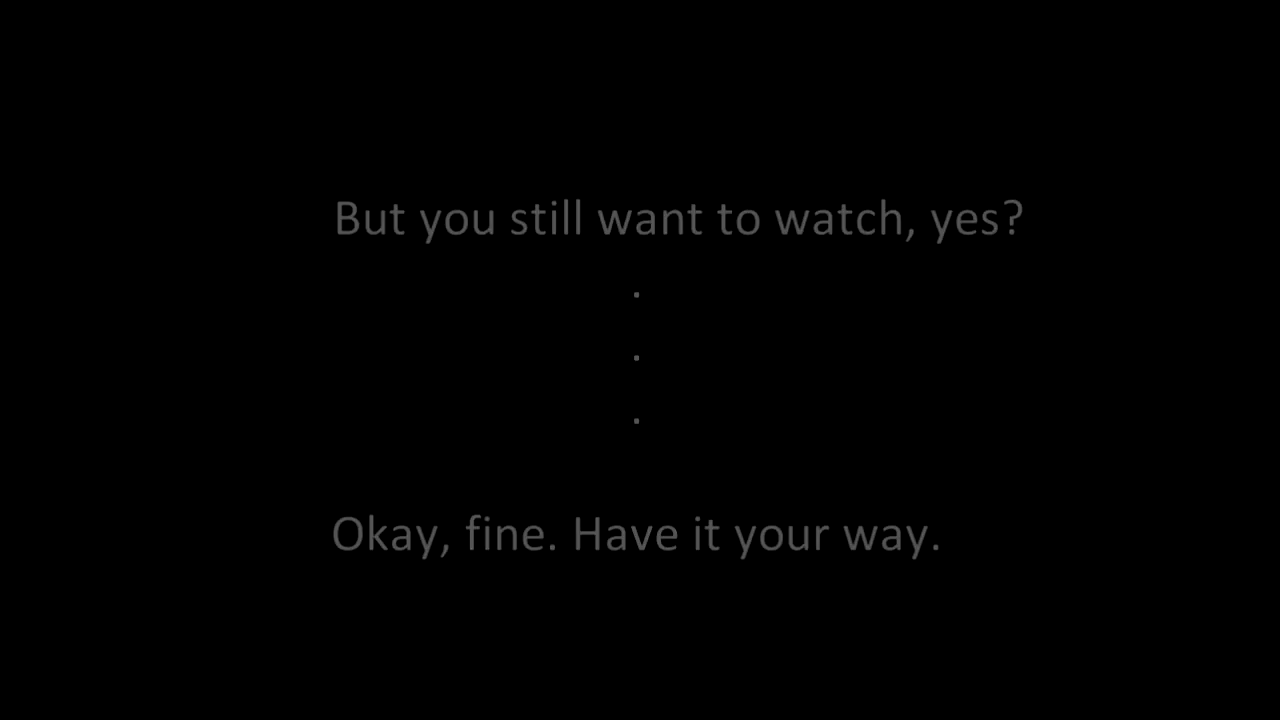 But you still want to watch, yes?
.
.
.
Okay, fine. Have it your way.